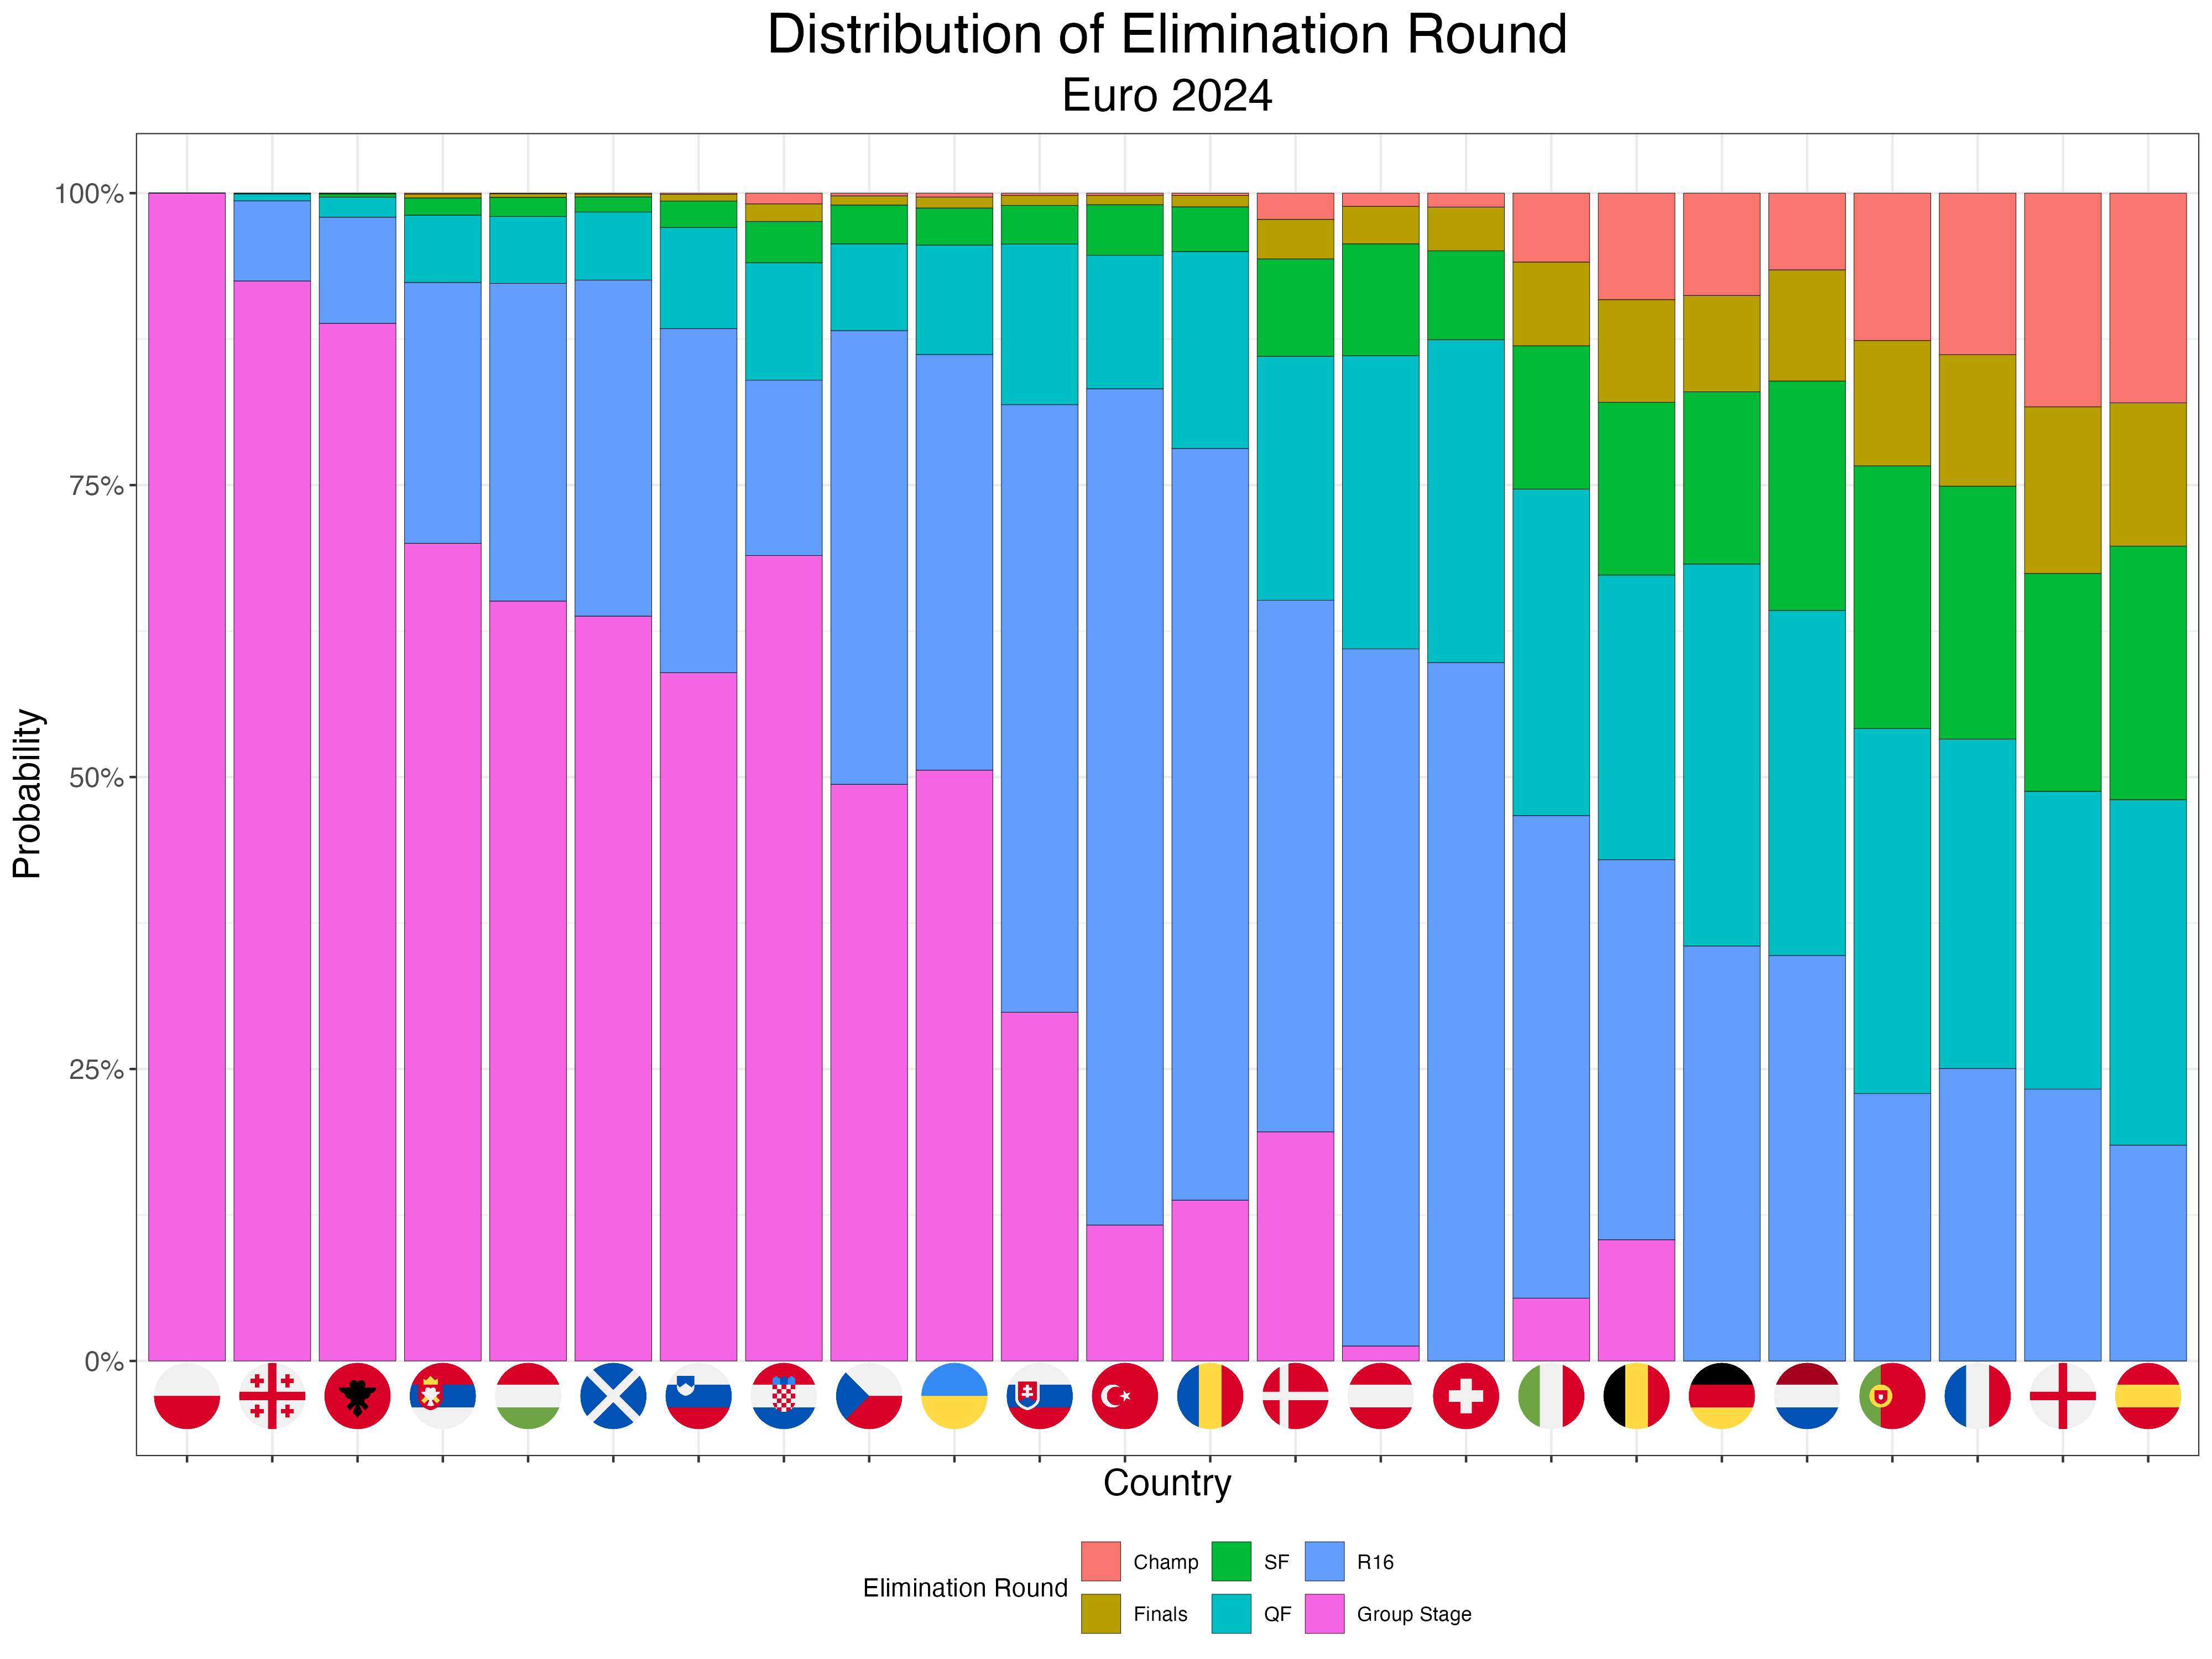 Distribution of Elimination Round
Euro 2024
100%
75%
50%
25%
0%
Probability
Country
Elimination Round
Champ
SF
R16
Finals
QF
Group Stage